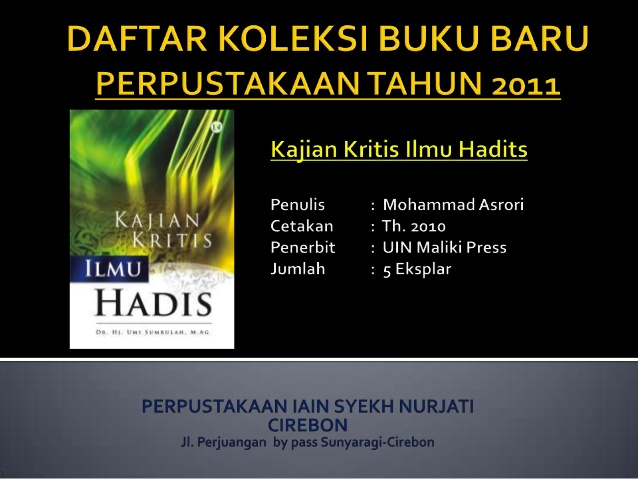 DAFTAR KOLEKSI BUKU BARU
PERPUSTAKAAN TAHUN 2011
KAJIAN
KRITIS
ILMU
HADIS
DR. HJ. UMI SUMBULAH, M.AG
Kajian Kritis Ilmu Hadits
Penulis : Mohammad Asrori
Cetakan : Th. 2010
Penerbit : UIN Maliki Press
Jumlah : 5 Eksplar
PERPUSTAKAAN IAIN SYEKH NURJATI
CIREBON
Jl. Perjuangan by pass Sunyaragi-Cirebon